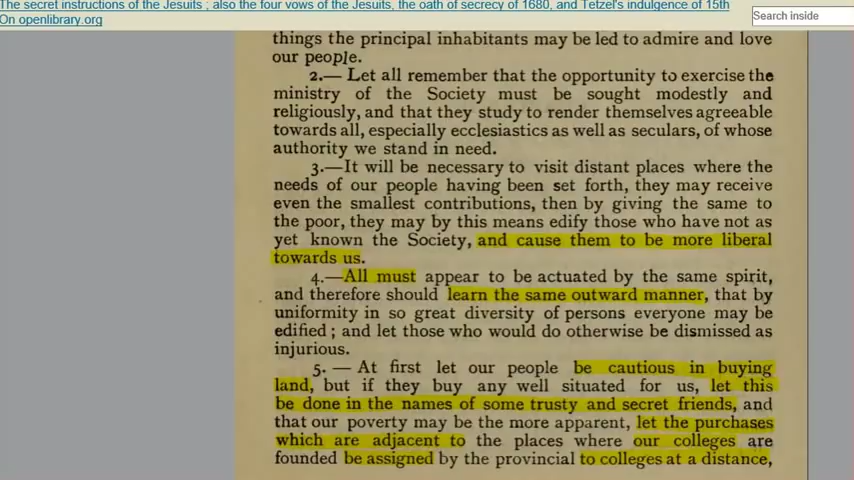 The secret instructions of the Jesuits ; also the four vows of the Jesuits, the oath of secrecy of 1680, and Tetzel's indulgence of 15th
On openlibrary.org
Search inside
things the principal inhabitants may be led to admire and love
our people.
2.— Let all remember that the opportunity to exercise the
ministry of the Society must be sought modestly and
religiously, and that they study to render themselves agreeable
towards all, especially ecclesiastics as well as seculars, of whose
authority we stand in need.
3.—It will be necessary to visit distant places where the
needs of our people having been set forth, they may receive
even the smallest contributions, then by giving the same to
the poor, they may by this means edify those who have not as
yet known the Society, and cause them to be more liberal
towards us.
4.—All must appear to be actuated by the same spirit,
and therefore should learn the same outward manner, that by
uniformity in so great diversity of persons everyone may be
edified ; and let those who would do otherwise be dismissed as
injurious.
5. — At first let our people be cautious in buying
land, but if they buy any well situated for us, let this
be done in the names of some trusty and secret friends, and
that our poverty may be the more apparent, let the purchases
which are adjacent to the places where our colleges are
founded be assigned by the provincial to colleges at a distance,